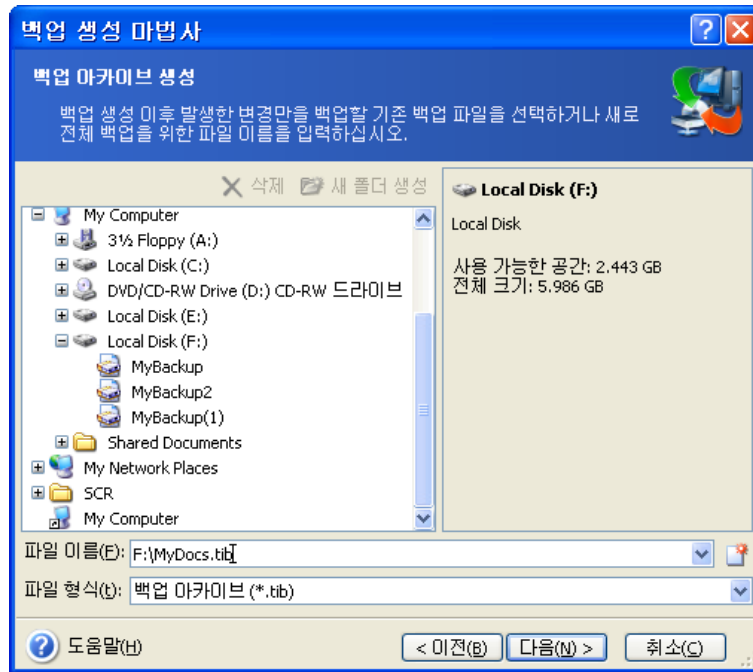 백업 생성 마법사
백업 아카이브 생성
백업 생성 이후 발생한 변경만을 백업할 기존 백업 파일을 선택하거나 새로
전체 백업을 위한 파일 이름을 입력하십시오.
삭제 새 폴더 생성
My Computer
3½ Floppy (A:)
Local Disk (C:)
DVD/CD-RW Drive (D:) CD-RW 드라이브
Local Disk (E:)
Local Disk (F:)
MyBackup
MyBackup2
MyBackup(1)
Shared Documents
My Network Places
SCR
My Computer
Local Disk (F:)
Local Disk
사용 가능한 공간: 2.443 GB
전체 크기: 5.986 GB
파일 이름(F): F:\MyDocs.tib
파일 형식(t): 백업 아카이브 (*.tib)
도움말(H)
< 이전(B)
다음(N) >
취소(C)